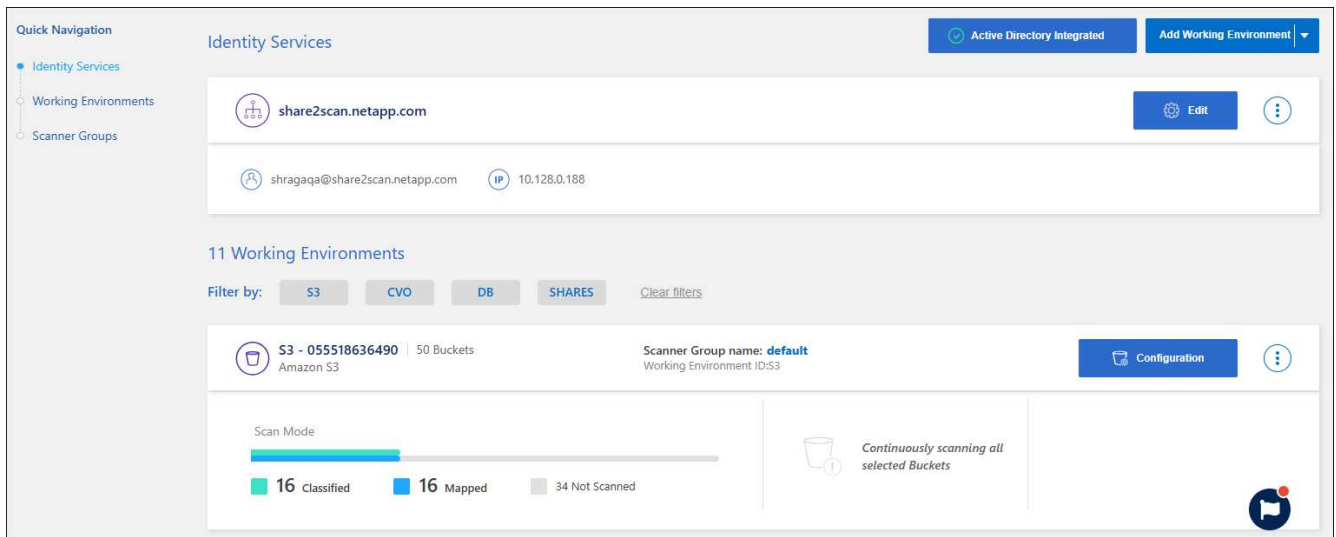 Quick Navigation
Identity Services
Working Environments
Scanner Groups
Identity Services
Active Directory Integrated
Add Working Environment
share2scan.netapp.com
Edit
shragaqa@share2scan.netapp.com
IP 10.128.0.188
11 Working Environments
Filter by: S3 CVO DB SHARES Clear filters
S3 - 055518636490 50 Buckets
Amazon S3
Scanner Group name: default
Working Environment ID:S3
Configuration
Scan Mode
16 Classified 16 Mapped 34 Not Scanned
Continuously scanning all
selected Buckets